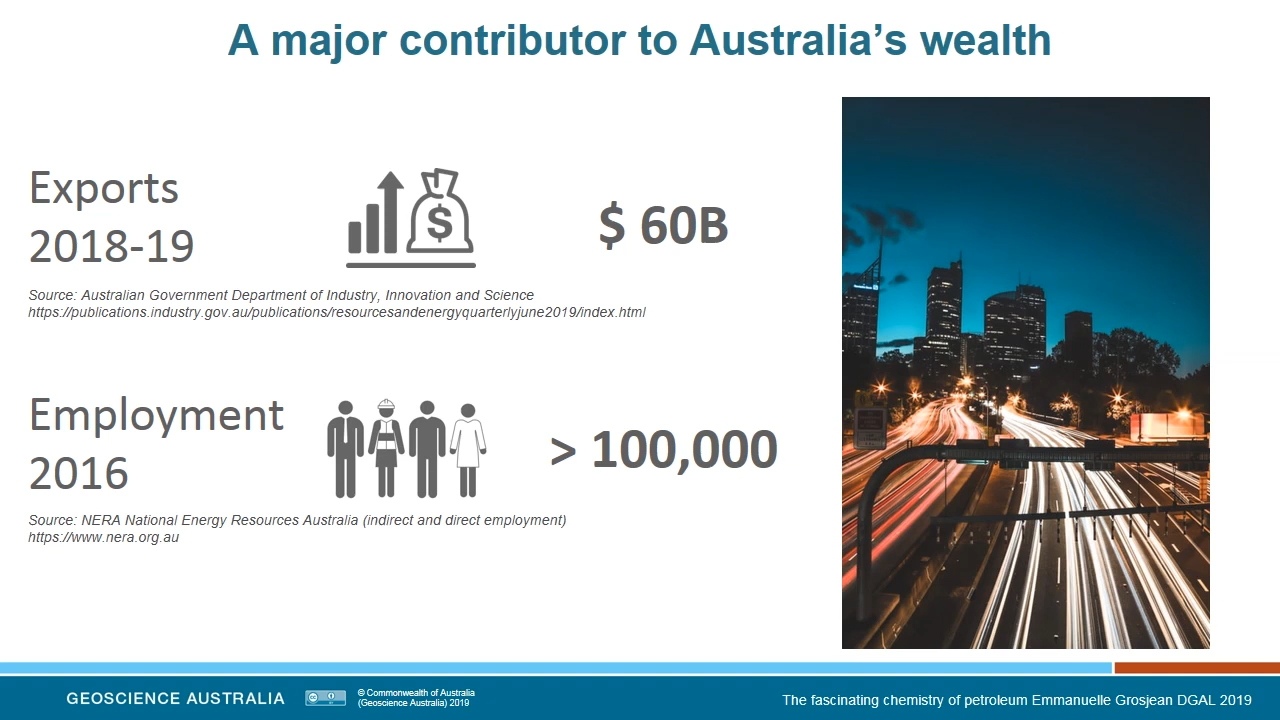 A major contributor to Australia’s wealth
Exports
2018-19
$
$ 60B
Source: Australian Government Department of Industry, Innovation and Science
https://publications.industry.gov.au/publications/resourcesandenergyquarterlyjune2019/index.html
Employment
2016
> 100,000
Source: NERA National Energy Resources Australia (indirect and direct employment)
https://www.nera.org.au
GEOSCIENCE AUSTRALIA
© Commonwealth of Australia
(Geoscience Australia) 2019
The fascinating chemistry of petroleum Emmanuelle Grosjean DGAL 2019